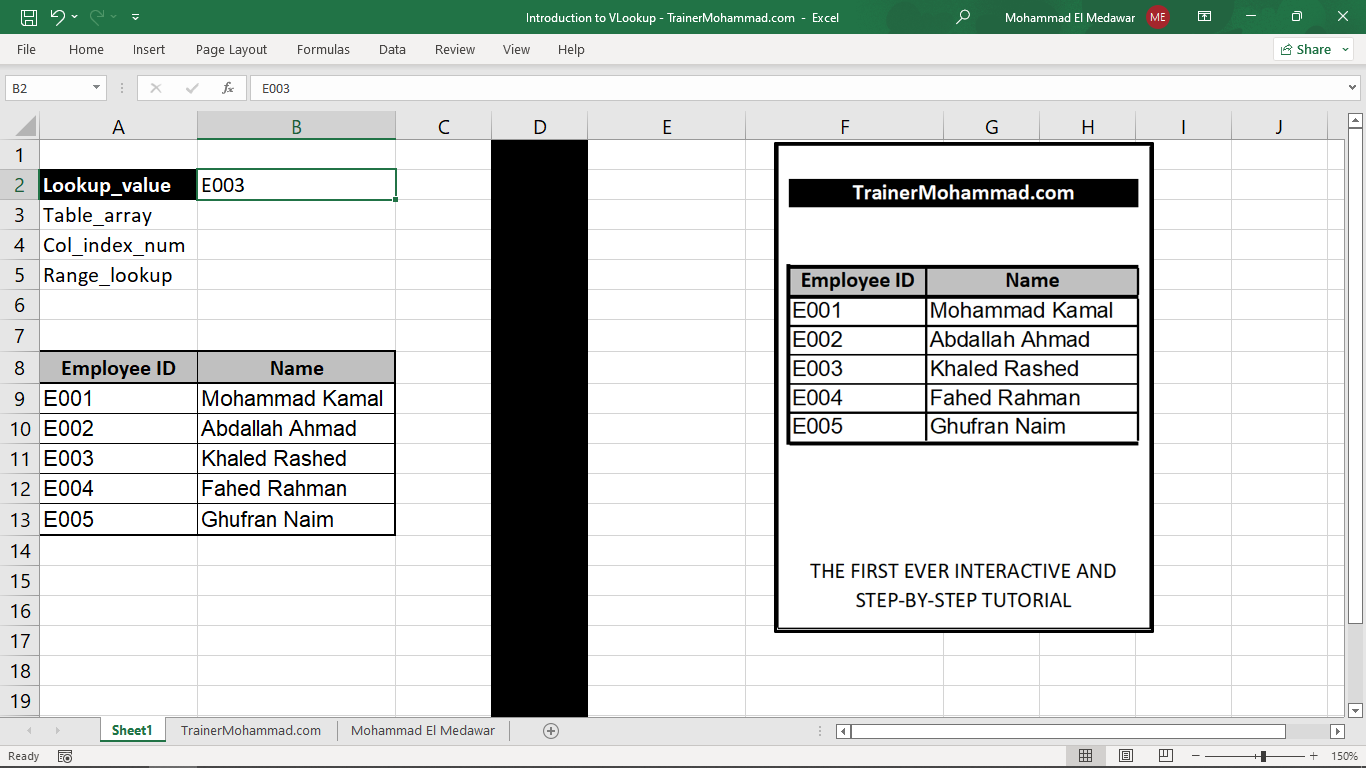 Introduction to VLookup - TrainerMohammad.com - Excel
Mohammad El Medawar
ME
File Home Insert Page Layout Formulas Data Review View Help
Share
B2
fx
E003
A B C D E F G H I J
1
2 Lookup_value E003
3 Table_array
4 Col_index_num
5 Range_lookup
6
7
8 Employee ID Name
9 E001 Mohammad Kamal
10 E002 Abdallah Ahmad
11 E003 Khaled Rashed
12 E004 Fahed Rahman
13 E005 Ghufran Naim
14
15
16
17
18
19
TrainerMohammad.com
Employee ID Name
E001 Mohammad Kamal
E002 Abdallah Ahmad
E003 Khaled Rashed
E004 Fahed Rahman
E005 Ghufran Naim
THE FIRST EVER INTERACTIVE AND
STEP-BY-STEP TUTORIAL
Sheet1 TrainerMohammad.com Mohammad El Medawar
Ready
150%